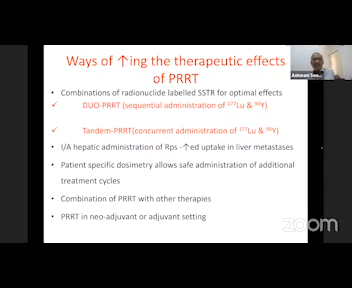 Ways of ↑ing the therapeutic effects
of PRRT
• Combinations of radionuclide labelled SSTR for optimal effects
✓ DUO-PRRT (sequential administration of ¹⁷⁷Lu & ⁹⁰Y)
✓ Tandem-PRRT(concurrent administration of ¹⁷⁷Lu & ⁹⁰Y)
• I/A hepatic administration of Rps -↑ed uptake in liver metastases
• Patient specific dosimetry allows safe administration of additional
treatment cycles
• Combination of PRRT with other therapies
• PRRT in neo-adjuvant or adjuvant setting
Ashwani Soo...
zoom